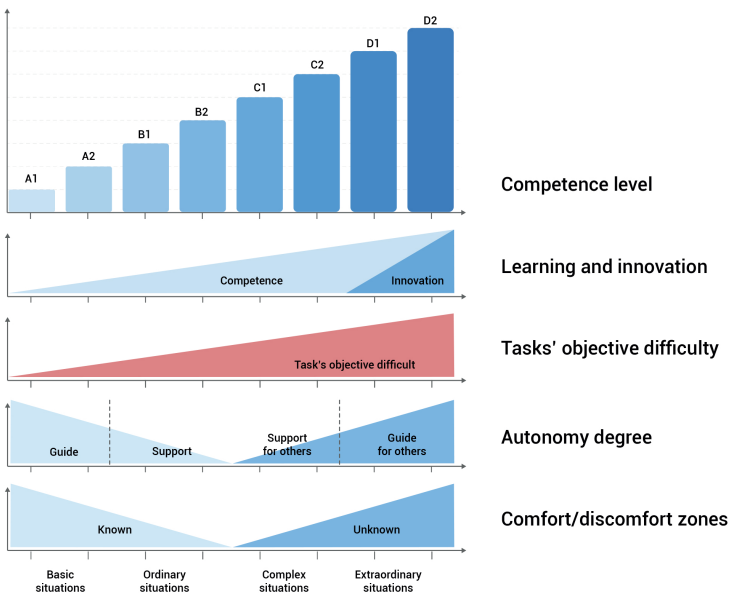 D2
D1
C2
C1
B2
B1
A2
A1
Competence level
Competence
Innovation
Learning and innovation
Task's objective difficult
Tasks' objective difficulty
Guide
Support
Support
for others
Guide
for others
Autonomy degree
Known
Unknown
Comfort/discomfort zones
Basic
situations
Ordinary
situations
Complex
situations
Extraordinary
situations